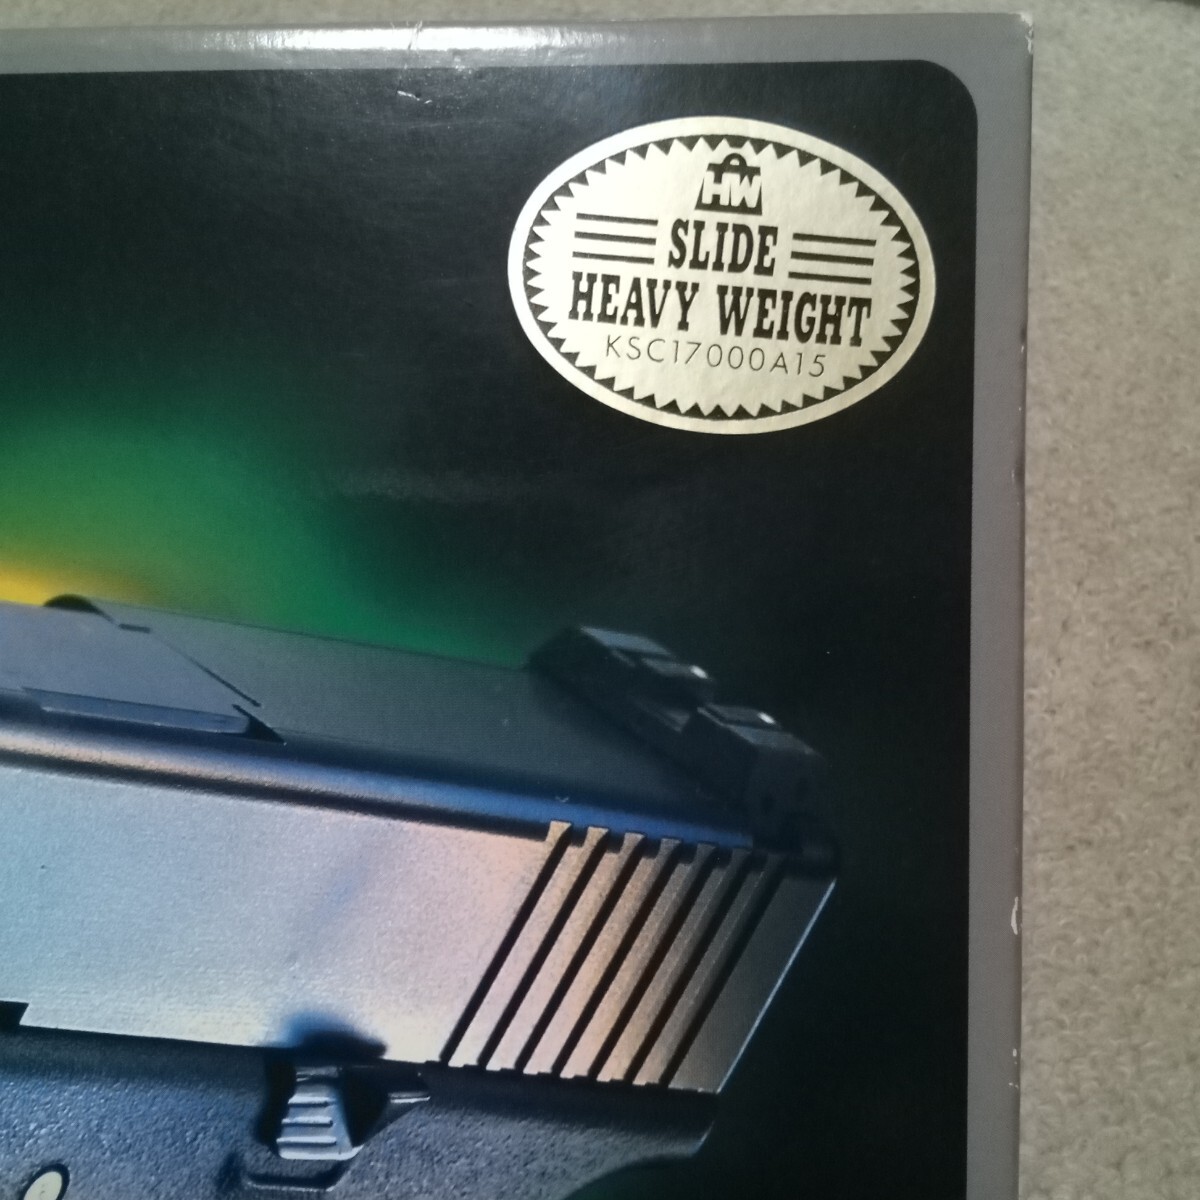 HW
SLIDE
HEAVY WEIGHT
KSC17000A15